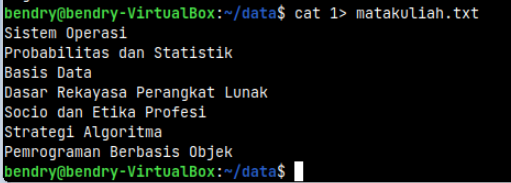 bendry@bendry-VirtualBox:~/data$ cat 1> matakuliah.txt
Sistem Operasi
Probabilitas dan Statistik
Basis Data
Dasar Rekayasa Perangkat Lunak
Socio dan Etika Profesi
Strategi Algoritma
Pemrograman Berbasis Objek
bendry@bendry-VirtualBox:~/data$